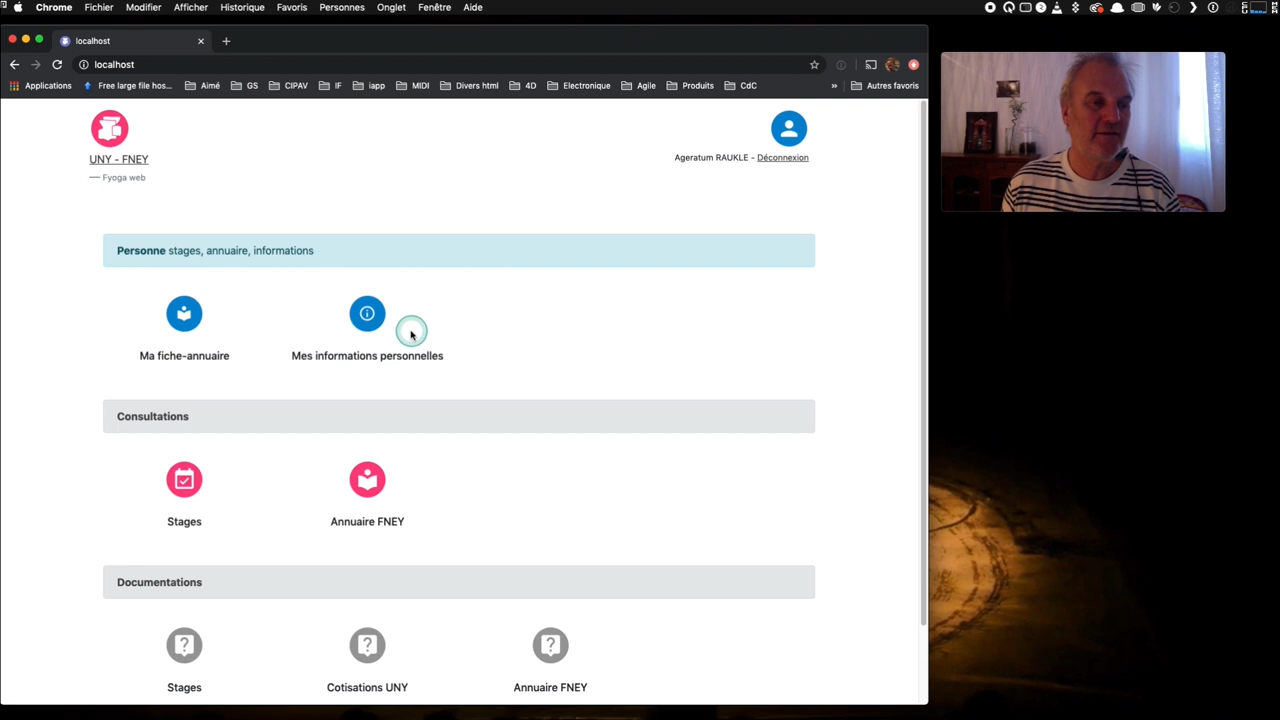 Chrome Fichier Modifier Afficher Historique Favoris Personnes Onglet Fenêtre Aide
localhost
localhost
Applications Free large file hos... Aimé GS CIPAV IF iapp MIDI Divers html 4D Electronique Agile Produits CdC » Autres favoris
UNY - FNEY
Ageratum RAUKLE - Déconnexion
— Fyoga web
Personne stages, annuaire, informations
Ma fiche-annuaire Mes informations personnelles
Consultations
Stages Annuaire FNEY
Documentations
Stages Cotisations UNY Annuaire FNEY